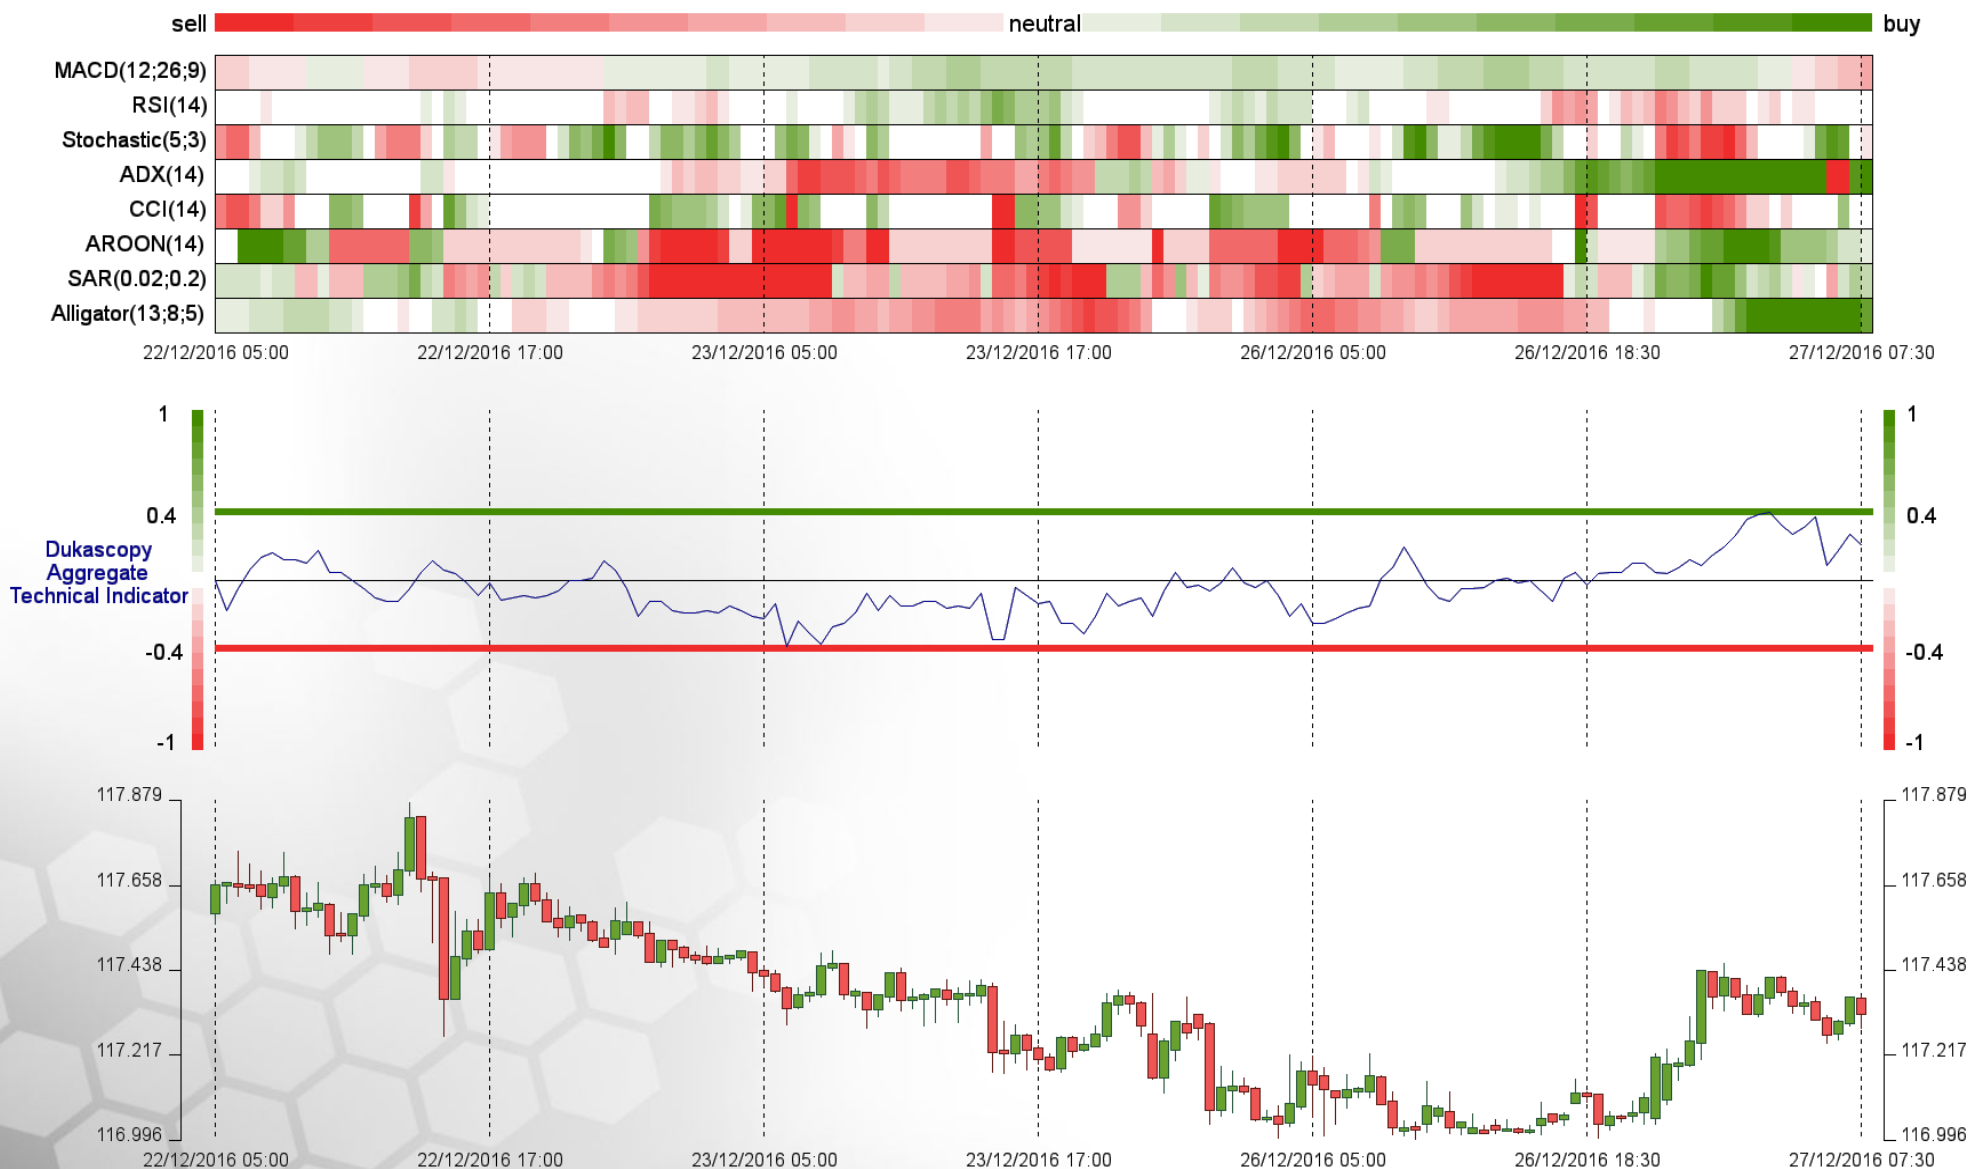 sell neutral buy
MACD(12;26;9)
RSI(14)
Stochastic(5;3)
ADX(14)
CCI(14)
AROON(14)
SAR(0.02;0.2)
Alligator(13;8;5)
22/12/2016 05:00 22/12/2016 17:00 23/12/2016 05:00 23/12/2016 17:00 26/12/2016 05:00 26/12/2016 18:30 27/12/2016 07:30
1 1
0.4 0.4
Dukascopy
Aggregate
Technical Indicator
-0.4 -0.4
-1 -1
117.879 117.879
117.658 117.658
117.438 117.438
117.217 117.217
116.996 116.996
22/12/2016 05:00 22/12/2016 17:00 23/12/2016 05:00 23/12/2016 17:00 26/12/2016 05:00 26/12/2016 18:30 27/12/2016 07:30